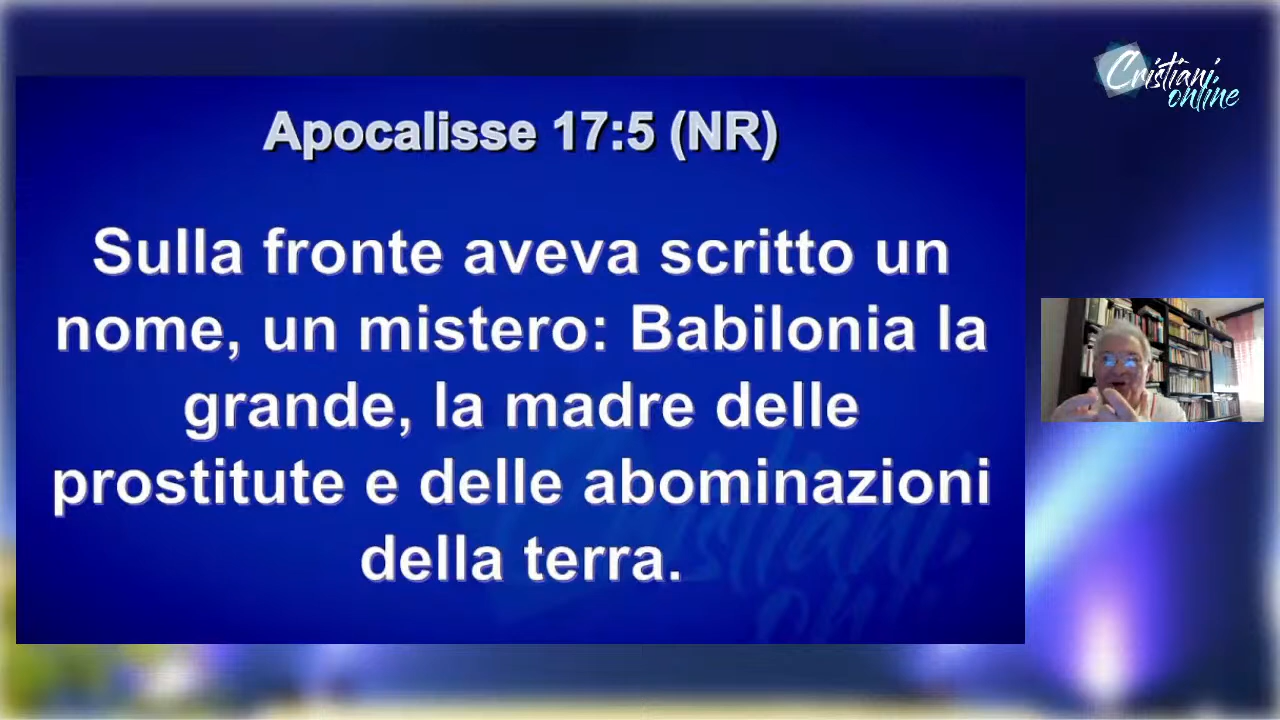 Cristiani
online
Apocalisse 17:5 (NR)
Sulla fronte aveva scritto un
nome, un mistero: Babilonia la
grande, la madre delle
prostitute e delle abominazioni
della terra.
Cristiani